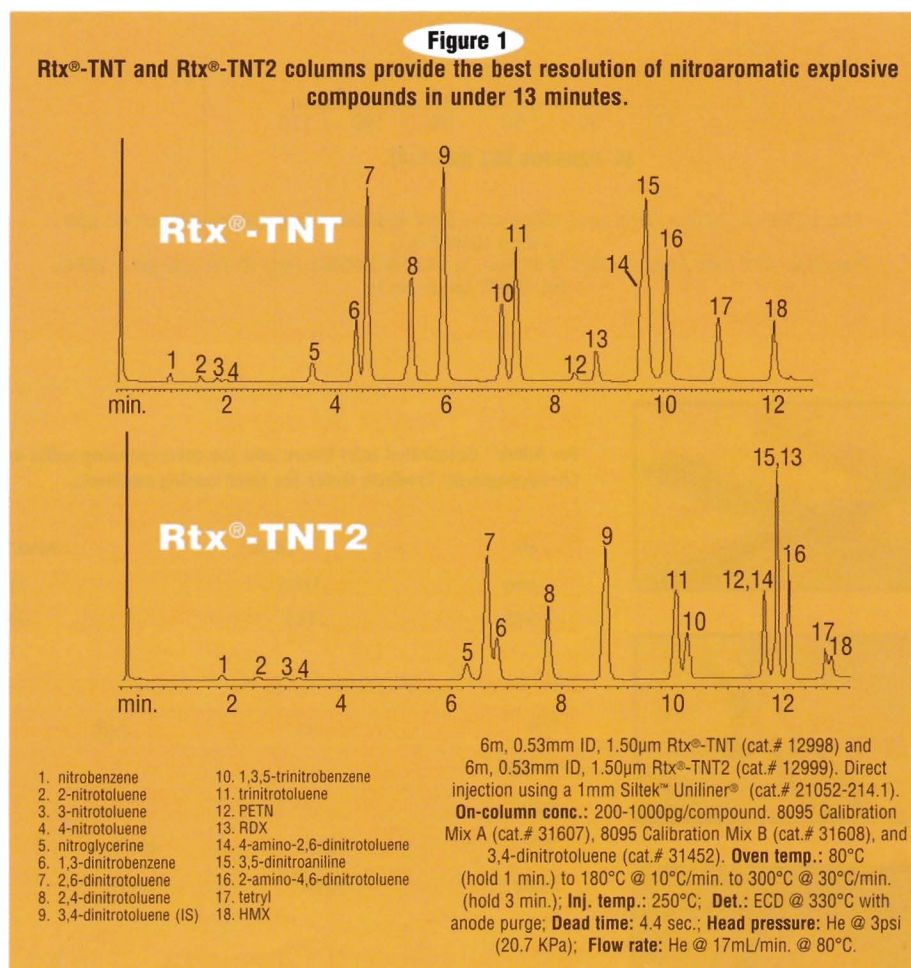 Figure 1
Rtx®-TNT and Rtx®-TNT2 columns provide the best resolution of nitroaromatic explosive
compounds in under 13 minutes.
Rtx®-TNT
1
2
3
4
5
6
7
8
9
10
11
12
13
14
15
16
17
18
min. 2 4 6 8 10 12
Rtx®-TNT2
1
2
3
4
5
7
6
8
9
11
10
12,14
15,13
16
17
18
min. 2 4 6 8 10 12
1. nitrobenzene
2. 2-nitrotoluene
3. 3-nitrotoluene
4. 4-nitrotoluene
5. nitroglycerine
6. 1,3-dinitrobenzene
7. 2,6-dinitrotoluene
8. 2,4-dinitrotoluene
9. 3,4-dinitrotoluene (IS)
10. 1,3,5-trinitrobenzene
11. trinitrotoluene
12. PETN
13. RDX
14. 4-amino-2,6-dinitrotoluene
15. 3,5-dinitroaniline
16. 2-amino-4,6-dinitrotoluene
17. tetryl
18. HMX
6m, 0.53mm ID, 1.50µm Rtx®-TNT (cat.# 12998) and
6m, 0.53mm ID, 1.50µm Rtx®-TNT2 (cat.# 12999). Direct
injection using a 1mm Siltek™ Uniliner® (cat.# 21052-214.1).
On-column conc.: 200-1000pg/compound. 8095 Calibration
Mix A (cat.# 31607), 8095 Calibration Mix B (cat.# 31608), and
3,4-dinitrotoluene (cat.# 31452). Oven temp.: 80°C
(hold 1 min.) to 180°C @ 10°C/min. to 300°C @ 30°C/min.
(hold 3 min.); Inj. temp.: 250°C; Det.: ECD @ 330°C with
anode purge; Dead time: 4.4 sec.; Head pressure: He @ 3psi
(20.7 KPa); Flow rate: He @ 17mL/min. @ 80°C.